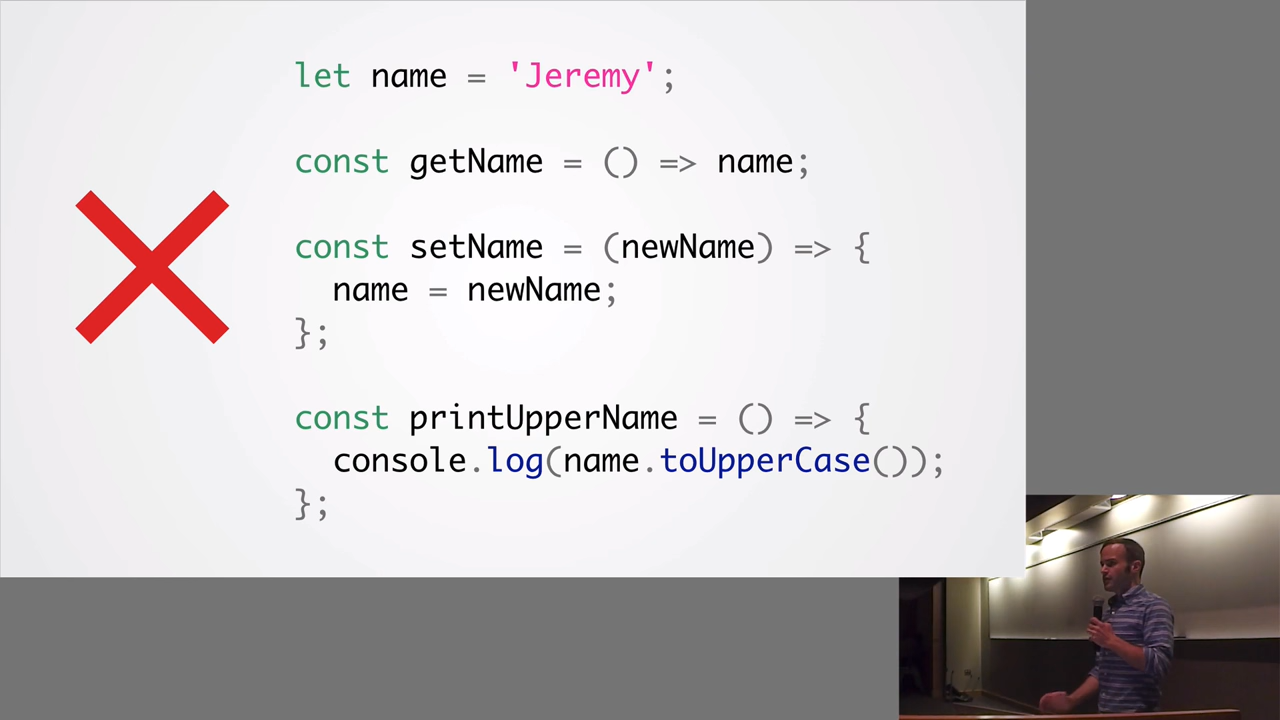 let name = 'Jeremy';
const getName = () => name;
const setName = (newName) => {
  name = newName;
};
const printUpperName = () => {
  console.log(name.toUpperCase());
};